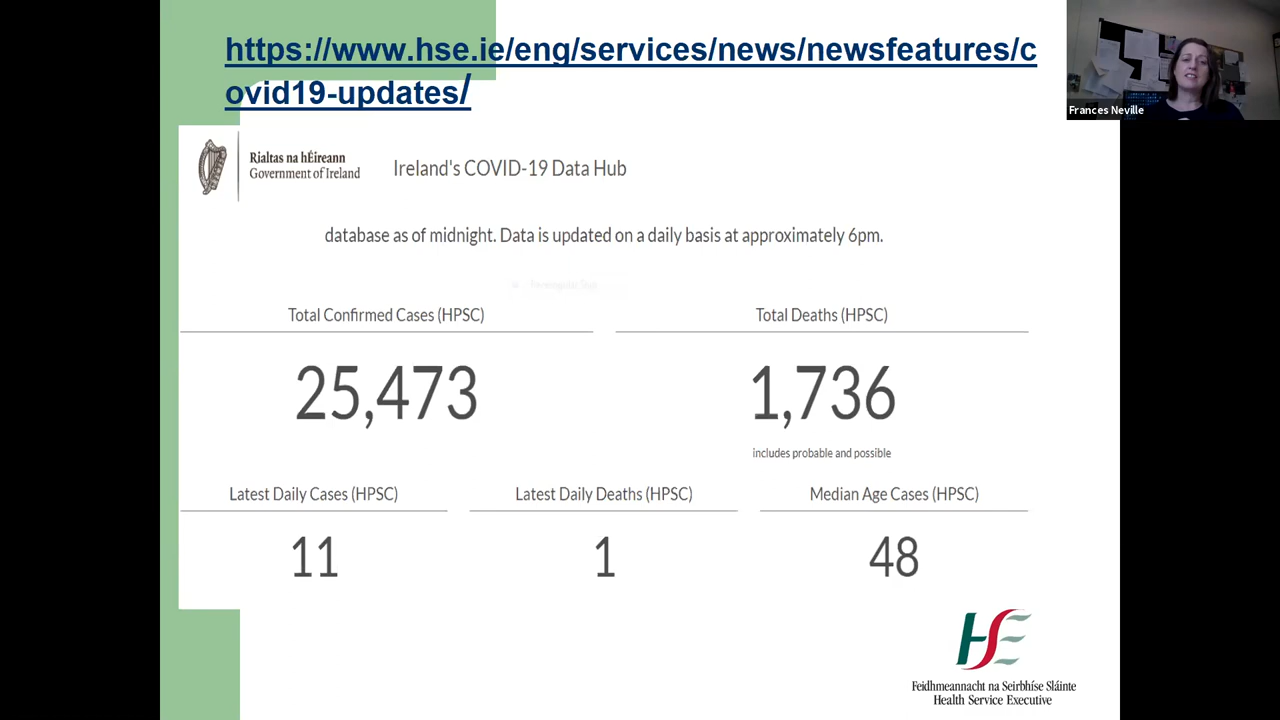 https://www.hse.ie/eng/services/news/newsfeatures/c
ovid19-updates/
Frances Neville
Rialtas na hÉireann
Government of Ireland
Ireland's COVID-19 Data Hub
database as of midnight. Data is updated on a daily basis at approximately 6pm.
Total Confirmed Cases (HPSC)
Total Deaths (HPSC)
25,473
1,736
includes probable and possible
Latest Daily Cases (HPSC)
Latest Daily Deaths (HPSC)
Median Age Cases (HPSC)
11
1
48
HSE
Feidhmeannacht na Seirbhíse Sláinte
Health Service Executive